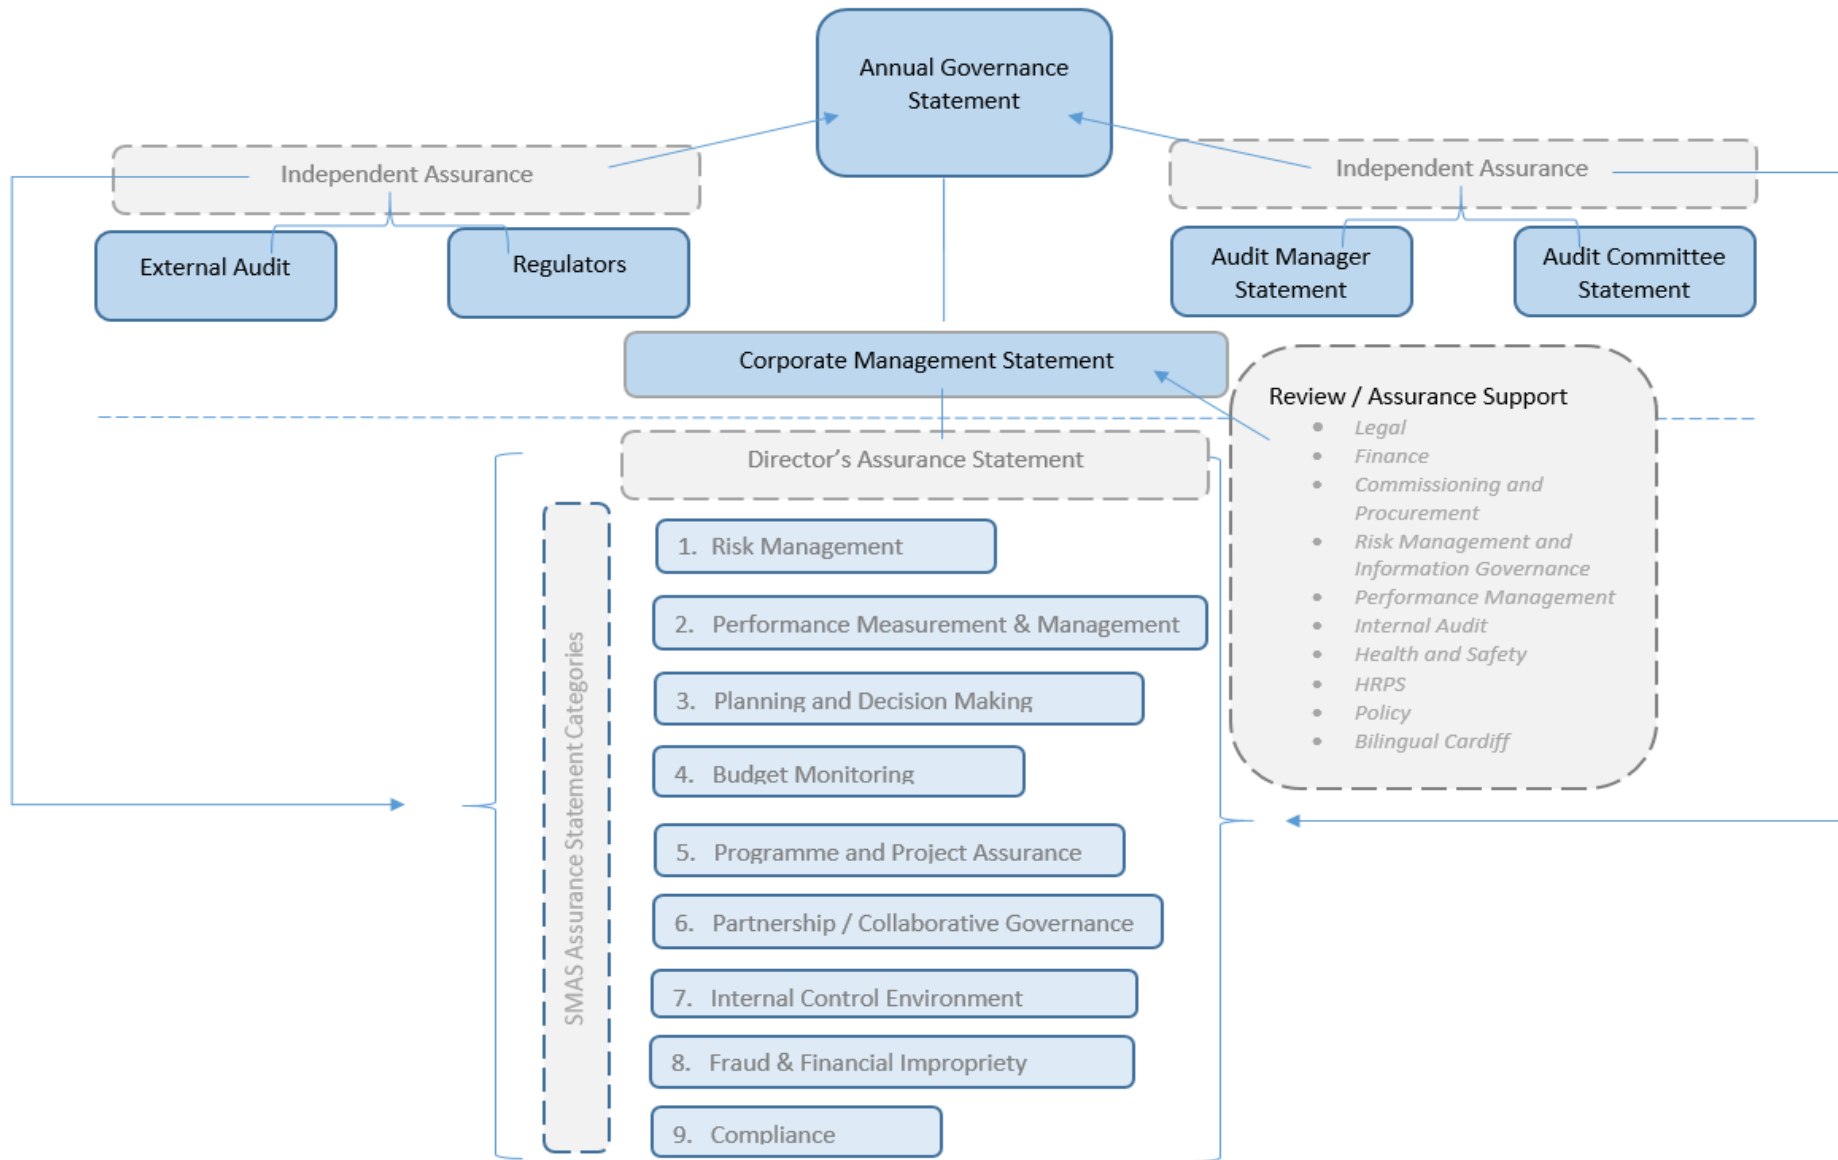 Annual Governance
Statement
Independent Assurance
Independent Assurance
External Audit
Regulators
Audit Manager
Statement
Audit Committee
Statement
Corporate Management Statement
Review / Assurance Support
• Legal
• Finance
• Commissioning and
Procurement
• Risk Management and
Information Governance
• Performance Management
• Internal Audit
• Health and Safety
• HRPS
• Policy
• Bilingual Cardiff
Director’s Assurance Statement
SMAS Assurance Statement Categories
1. Risk Management
2. Performance Measurement & Management
3. Planning and Decision Making
4. Budget Monitoring
5. Programme and Project Assurance
6. Partnership / Collaborative Governance
7. Internal Control Environment
8. Fraud & Financial Impropriety
9. Compliance